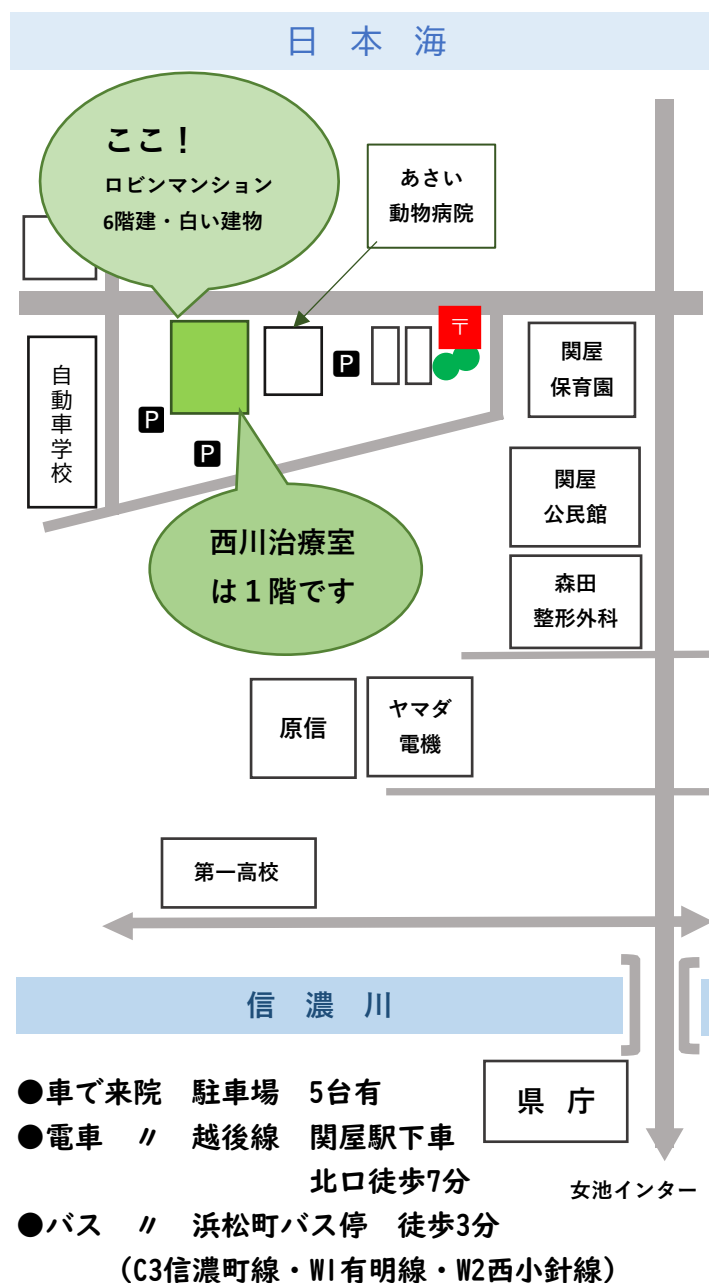 日本海
ここ！
ロビンマンション
6階建・白い建物
あさい
動物病院
〒
自動車学校
P
P
P
関屋
保育園
関屋
公民館
西川治療室
は１階です
森田
整形外科
原信
ヤマダ
電機
第一高校
信濃川
県庁
女池インター
●車で来院　駐車場　5台有
●電車　〃　越後線　関屋駅下車
北口徒歩7分
●バス　〃　浜松町バス停　徒歩3分
（C3信濃町線・W1有明線・W2西小針線）